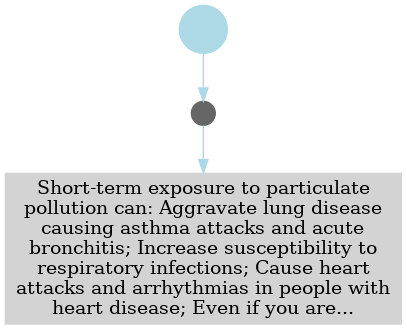 Short-term exposure to particulate
pollution can: Aggravate lung disease
causing asthma attacks and acute
bronchitis; Increase susceptibility to
respiratory infections; Cause heart
attacks and arrhythmias in people with
heart disease; Even if you are...